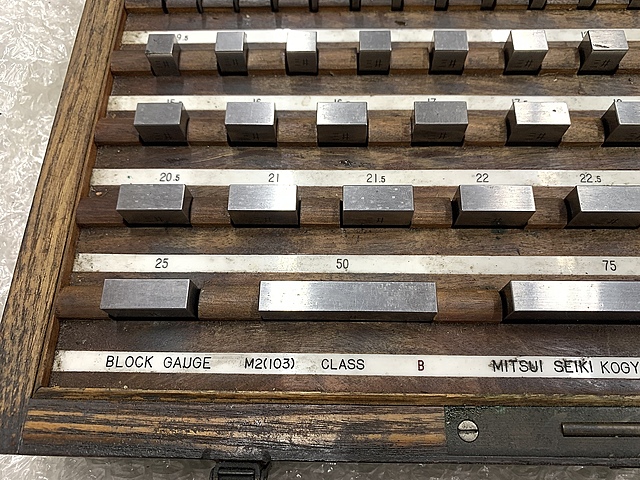 20.5 21 21.5 22 22.5
25 50 75
BLOCK GAUGE M2(103) CLASS B MITSUI SEIKI KOGY